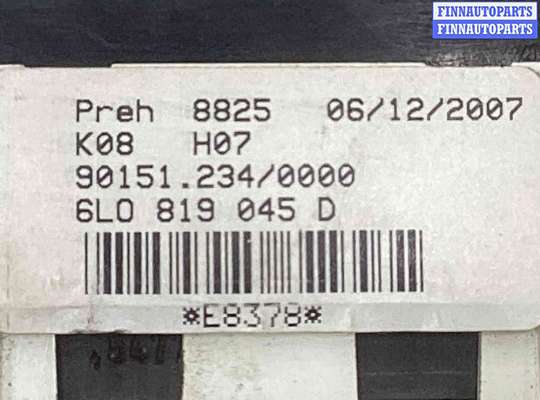 FINNAUTOPARTS
FINNAUTOPARTS
Preh 8825 06/12/2007
K08 H07
90151.234/0000
6L0 819 045 D
*E8378*